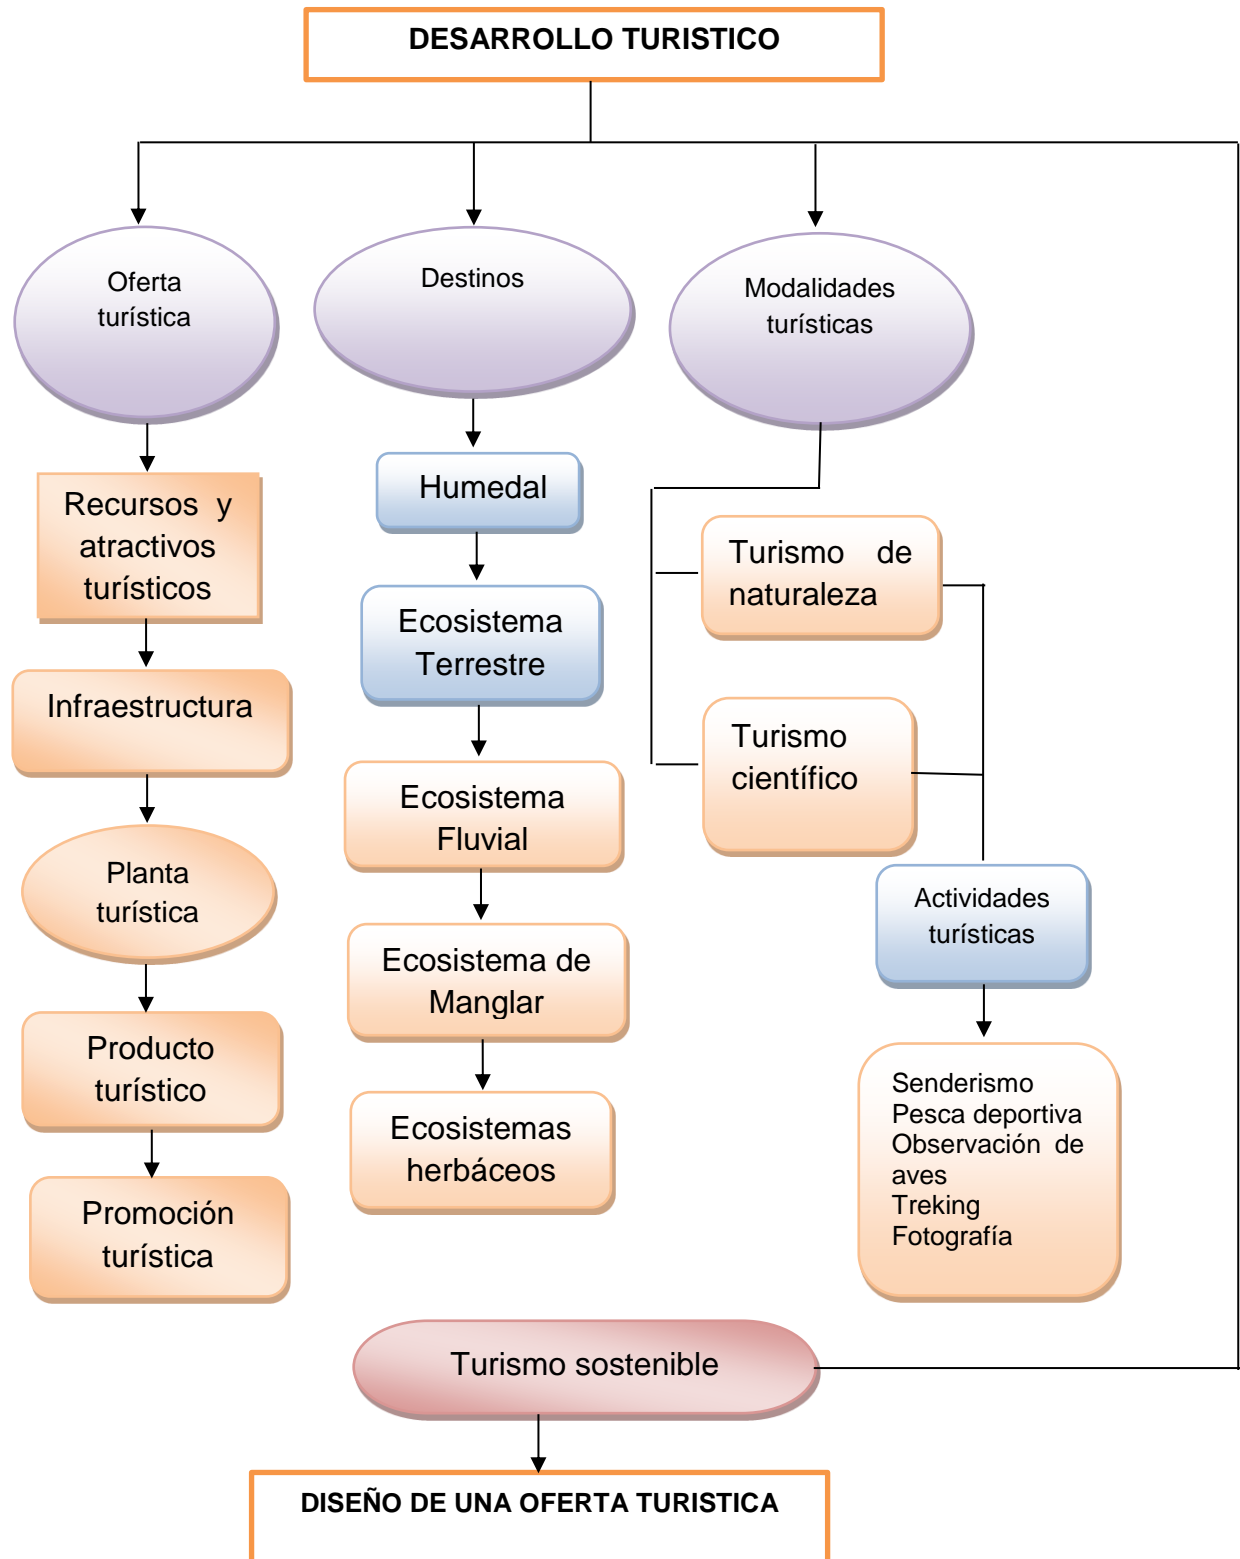 DESARROLLO TURISTICO
Oferta
turística
Destinos
Modalidades
turísticas
Recursos y
atractivos
turísticos
Infraestructura
Planta
turística
Producto
turístico
Promoción
turística
Humedal
Ecosistema
Terrestre
Ecosistema
Fluvial
Ecosistema de
Manglar
Ecosistemas
herbáceos
Turismo de
naturaleza
Turismo
científico
Actividades
turísticas
Senderismo
Pesca deportiva
Observación de
aves
Treking
Fotografía
Turismo sostenible
DISEÑO DE UNA OFERTA TURISTICA